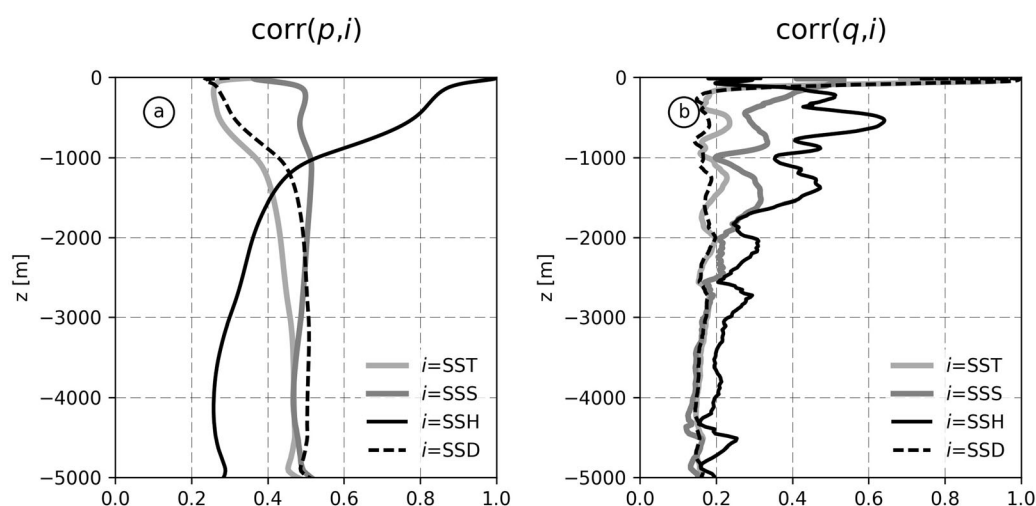 corr(p,i)
a
z [m]
0
−1000
−2000
−3000
−4000
−5000
0.0 0.2 0.4 0.6 0.8 1.0
i=SST
i=SSS
i=SSH
i=SSD
corr(q,i)
b
z [m]
0
−1000
−2000
−3000
−4000
−5000
0.0 0.2 0.4 0.6 0.8 1.0
i=SST
i=SSS
i=SSH
i=SSD